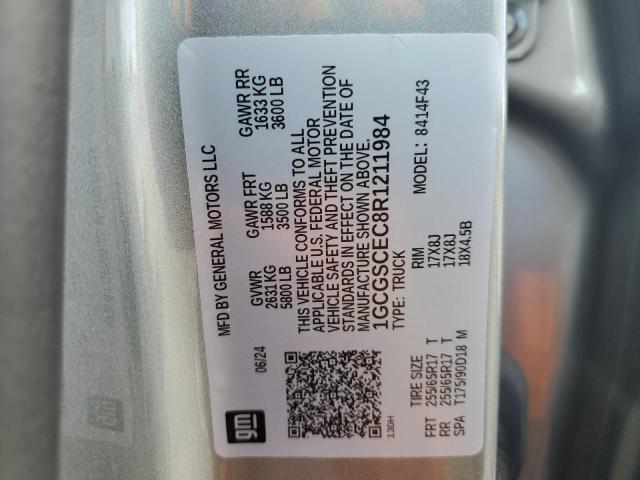 MFD BY GENERAL MOTORS LLC
06/24
GVWR GAWR FRT GAWR RR
2631 KG 1588 KG 1633 KG
5800 LB 3500 LB 3600 LB
THIS VEHICLE CONFORMS TO ALL
APPLICABLE U.S. FEDERAL MOTOR
VEHICLE SAFETY AND THEFT PREVENTION
STANDARDS IN EFFECT ON THE DATE OF
MANUFACTURE SHOWN ABOVE.
1GCGSCEC8R1211984
TYPE: TRUCK MODEL: 8414F43
gm
130H
TIRE SIZE RIM
FRT 255/65R17 T 17X8J
RR 255/65R17 T 17X8J
SPA T175/90D18 M 18X4.5B